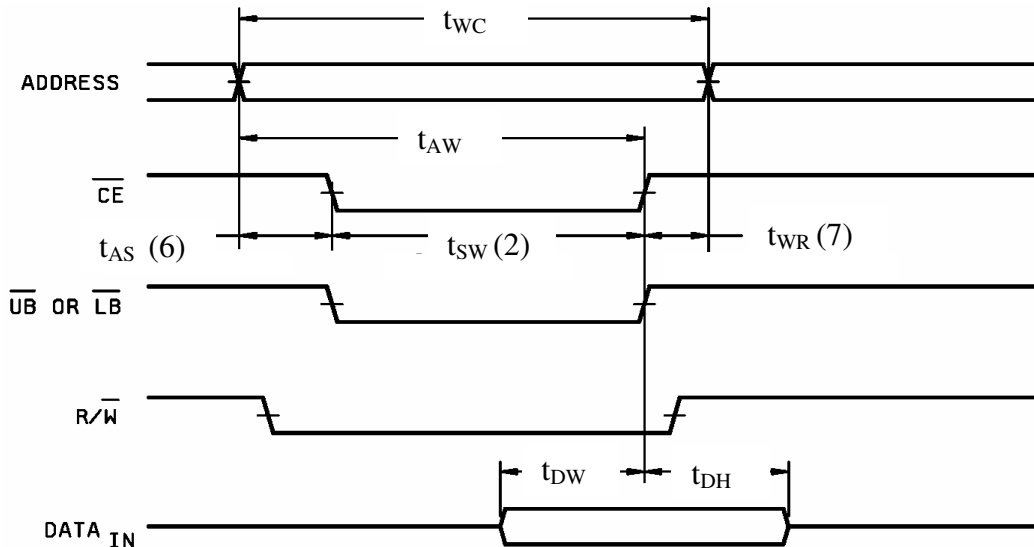 tWC
ADDRESS
tAW
CE
tAS (6)
tSW (2)
tWR (7)
UB OR LB
R/W
tDW
tDH
DATA IN